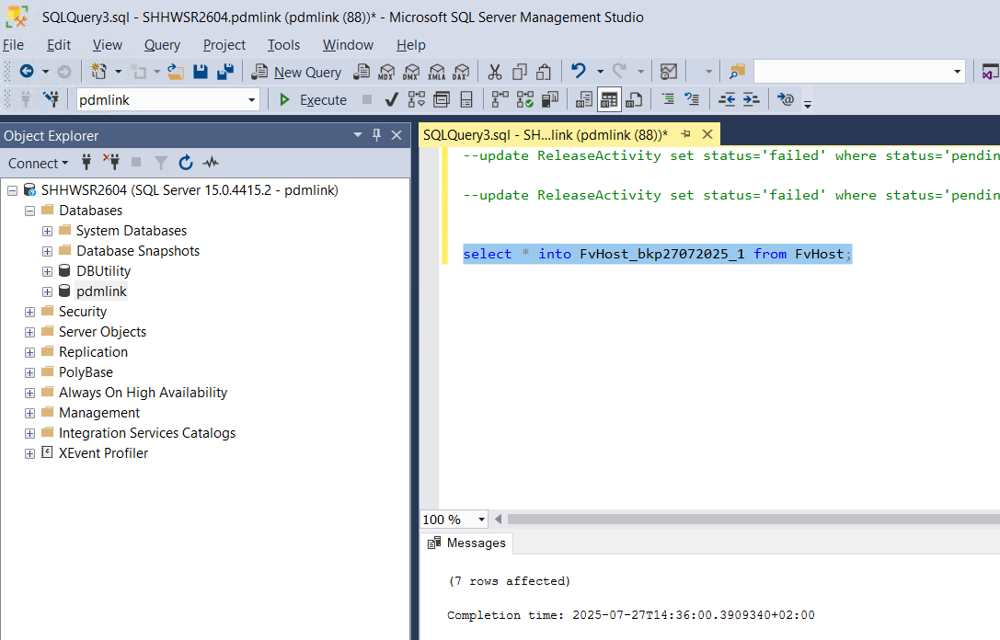 SQLQuery3.sql - SHHWSR2604.pdmlink (pdmlink (88))* - Microsoft SQL Server Management Studio
File Edit View Query Project Tools Window Help
New Query MDX DMX XMLA DAX
pdmlink Execute
Object Explorer
Connect
SHHWSR2604 (SQL Server 15.0.4415.2 - pdmlink)
Databases
System Databases
Database Snapshots
DBUtility
pdmlink
Security
Server Objects
Replication
PolyBase
Always On High Availability
Management
Integration Services Catalogs
XEvent Profiler
SQLQuery3.sql - SH...link (pdmlink (88))*
--update ReleaseActivity set status='failed' where status='pendin
--update ReleaseActivity set status='failed' where status='pendin
select * into FvHost_bkp27072025_1 from FvHost;
100 %
Messages
(7 rows affected)
Completion time: 2025-07-27T14:36:00.3909340+02:00